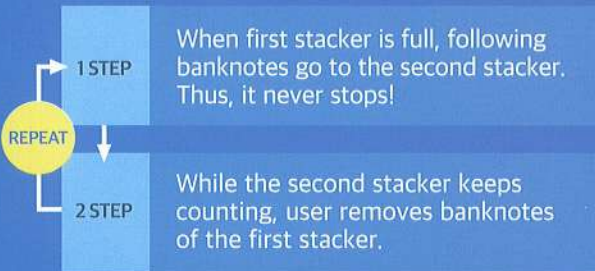 1 STEP
When first stacker is full, following
banknotes go to the second stacker.
Thus, it never stops!
REPEAT
2 STEP
While the second stacker keeps
counting, user removes banknotes
of the first stacker.